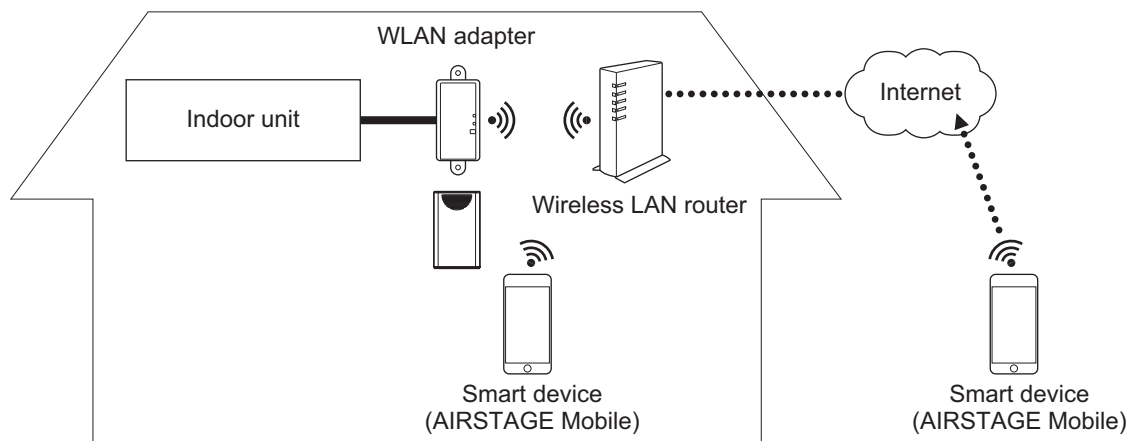 WLAN adapter
Indoor unit
Internet
Wireless LAN router
Smart device
(AIRSTAGE Mobile)
Smart device
(AIRSTAGE Mobile)